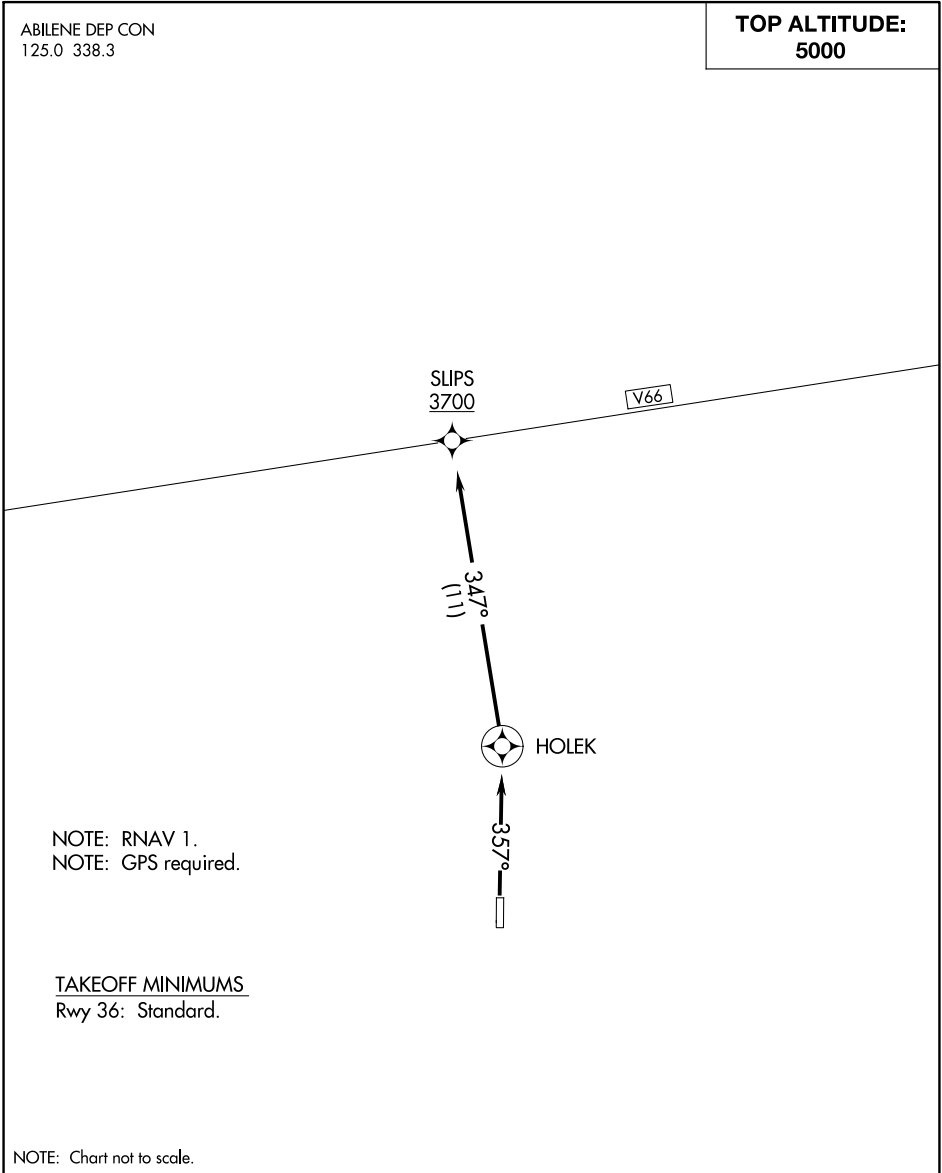 ABILENE DEP CON
125.0 338.3
TOP ALTITUDE:
5000
SLIPS
3700
V66
347°
(11)
HOLEK
357°
NOTE: RNAV 1.
NOTE: GPS required.
TAKEOFF MINIMUMS
Rwy 36: Standard.
NOTE: Chart not to scale.